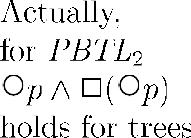 Actually,
for PBTL₂
○p ∧ □(○p)
holds for trees